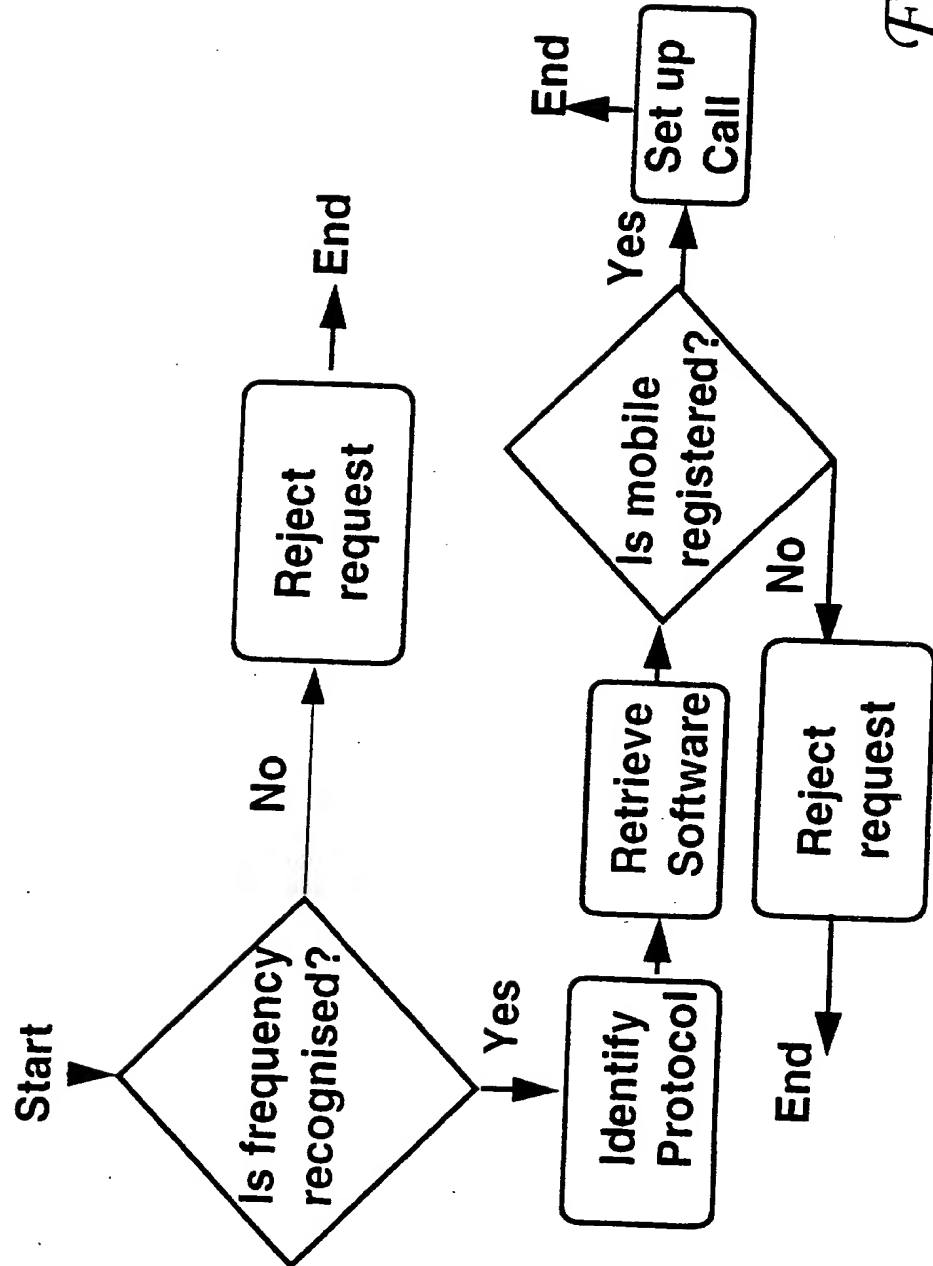 Start
Is frequency
recognised?
No
Reject
request
End
Yes
Identify
Protocol
Retrieve
Software
Is mobile
registered?
Yes
Set up
Call
End
No
Reject
request
End